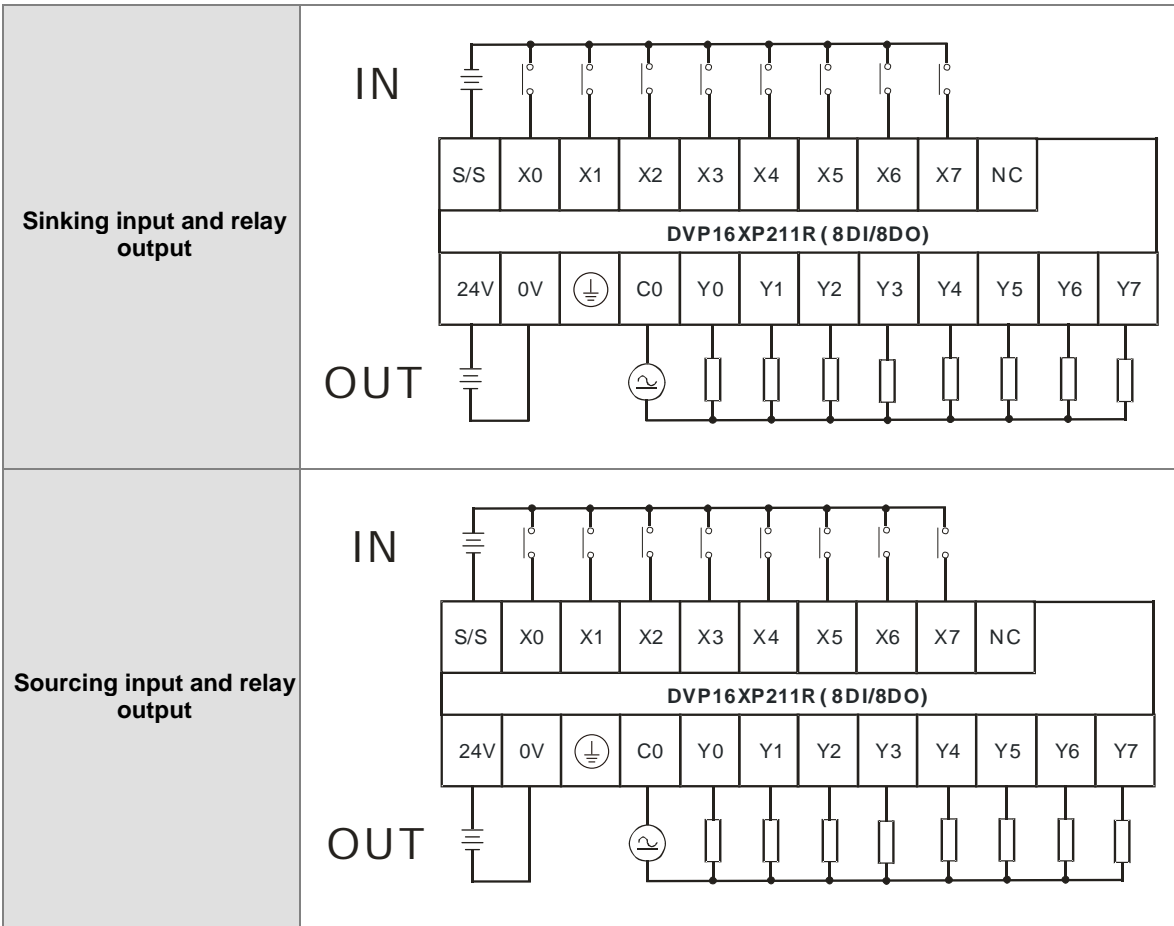 Sinking input and relay
output
IN
S/S X0 X1 X2 X3 X4 X5 X6 X7 NC
DVP16XP211R ( 8DI/8DO)
24V 0V C0 Y0 Y1 Y2 Y3 Y4 Y5 Y6 Y7
OUT
Sourcing input and relay
output
IN
S/S X0 X1 X2 X3 X4 X5 X6 X7 NC
DVP16XP211R ( 8DI/8DO)
24V 0V C0 Y0 Y1 Y2 Y3 Y4 Y5 Y6 Y7
OUT